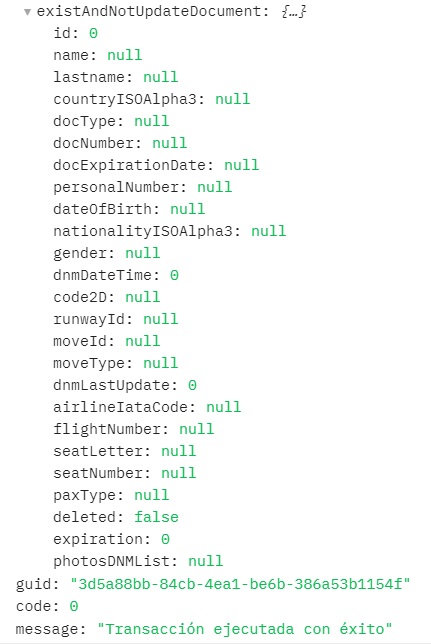 existAndNotUpdateDocument: {…}
id: 0
name: null
lastname: null
countryISOAlpha3: null
docType: null
docNumber: null
docExpirationDate: null
personalNumber: null
dateOfBirth: null
nationalityISOAlpha3: null
gender: null
dnmDateTime: 0
code2D: null
runwayId: null
moveId: null
moveType: null
dnmLastUpdate: 0
airlineIataCode: null
flightNumber: null
seatLetter: null
seatNumber: null
paxType: null
deleted: false
expiration: 0
photosDNMList: null
guid: "3d5a88bb-84cb-4ea1-be6b-386a53b1154f"
code: 0
message: "Transacción ejecutada con éxito"